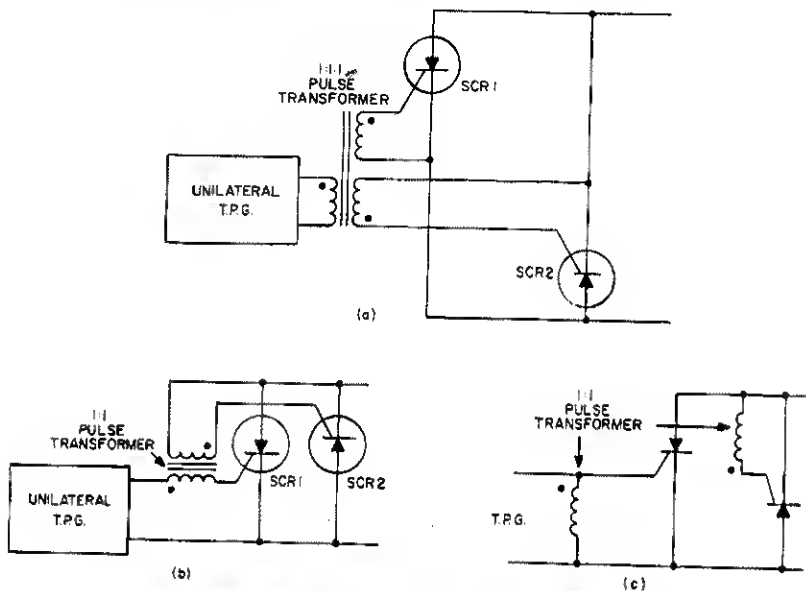 1:1:1
PULSE
TRANSFORMER
SCR1
UNILATERAL
T.P.G.
SCR2
(a)
1:1
PULSE
TRANSFORMER
SCR1
SCR2
UNILATERAL
T.P.G.
(b)
1:1
PULSE
TRANSFORMER
T.P.G.
(c)